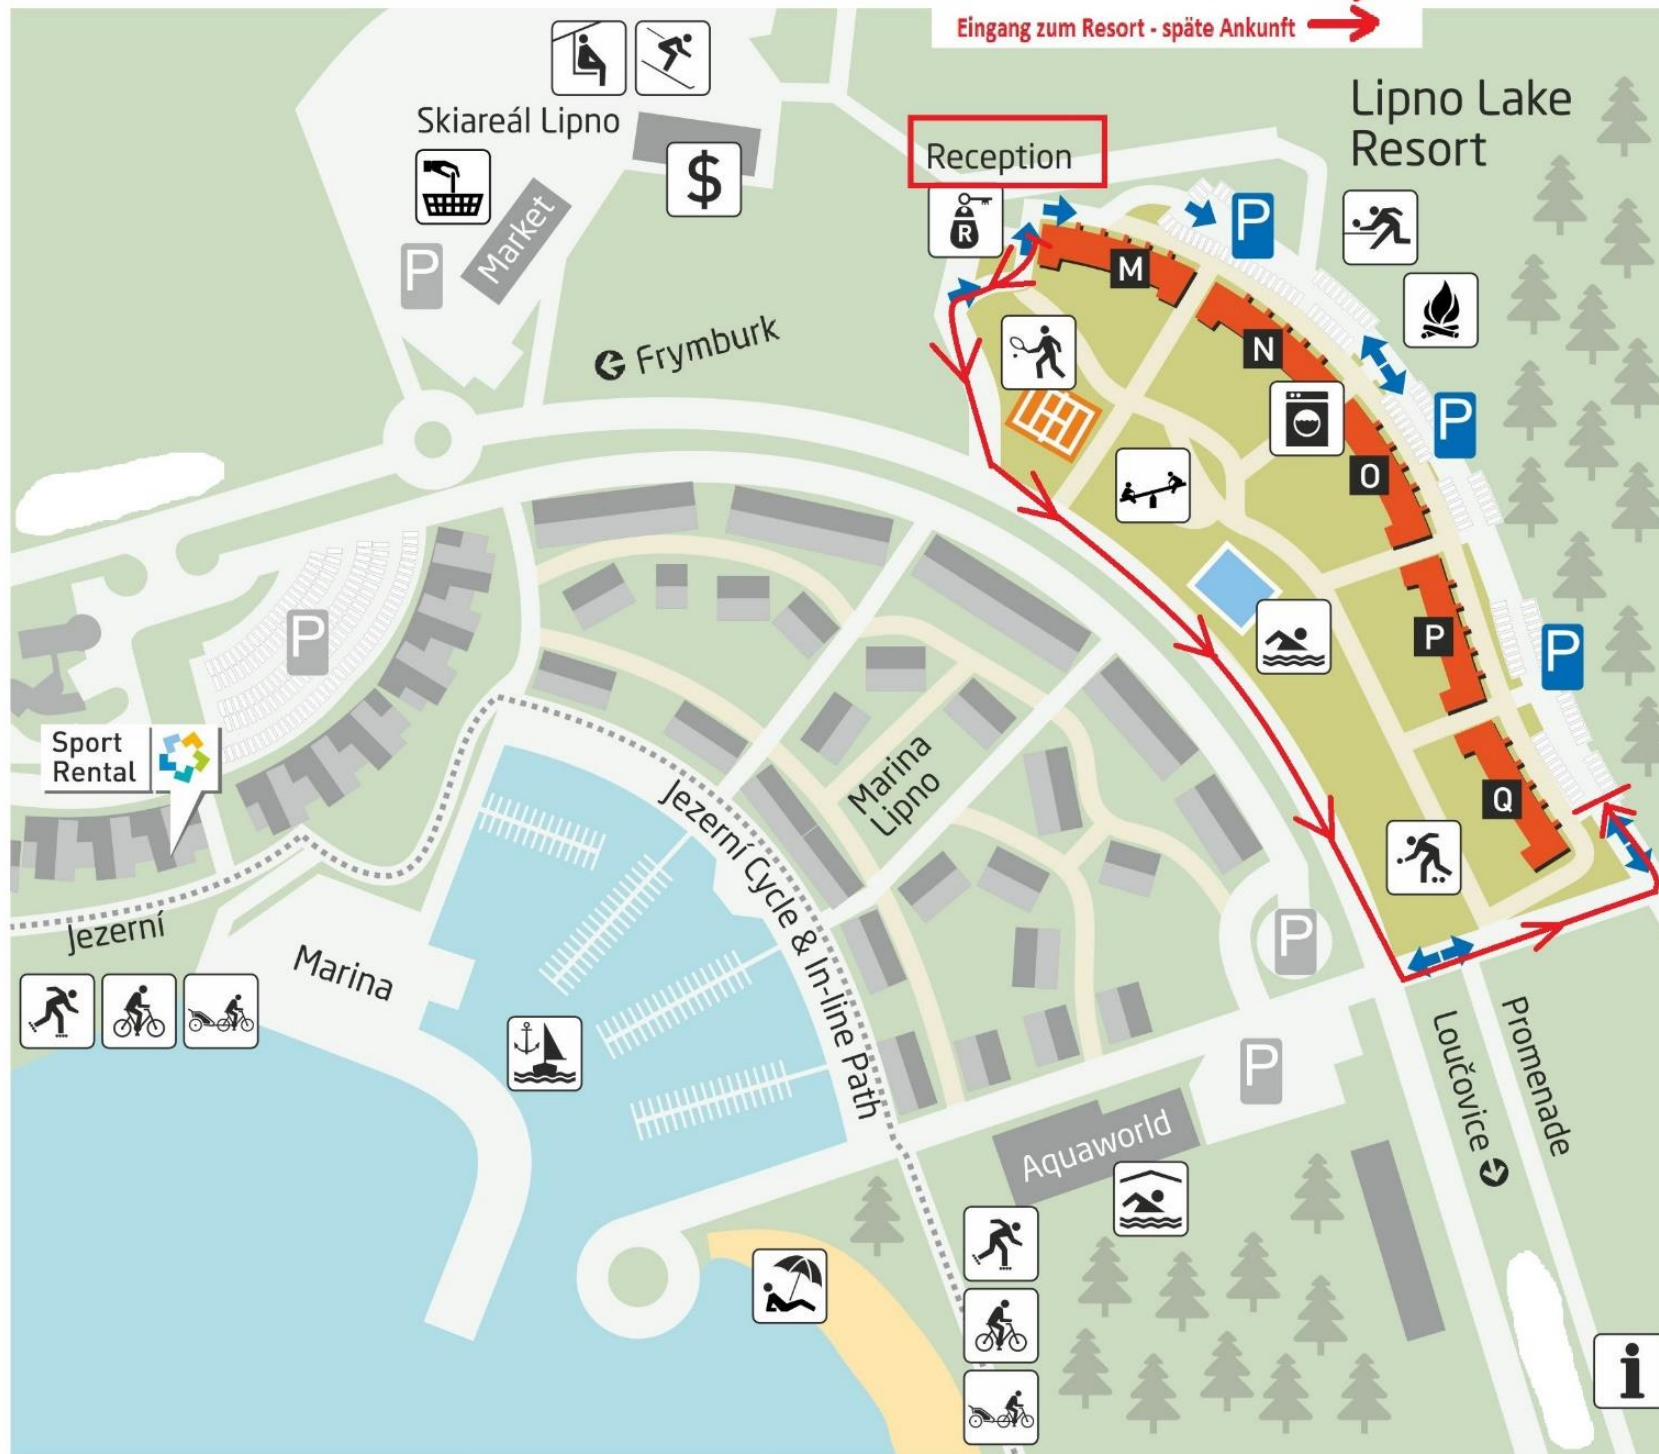 Eingang zum Resort - späte Ankunft
Lipno Lake
Resort
Skiareál Lipno
Reception
$
R
P
Market
P
M
Frymburk
N
P
O
P
P
P
Sport
Rental
Marina
Lipno
Q
Jezerní Cycle & In-line Path
Jezerní
Marina
P
P
Loučovice
Promenade
Aquaworld
i